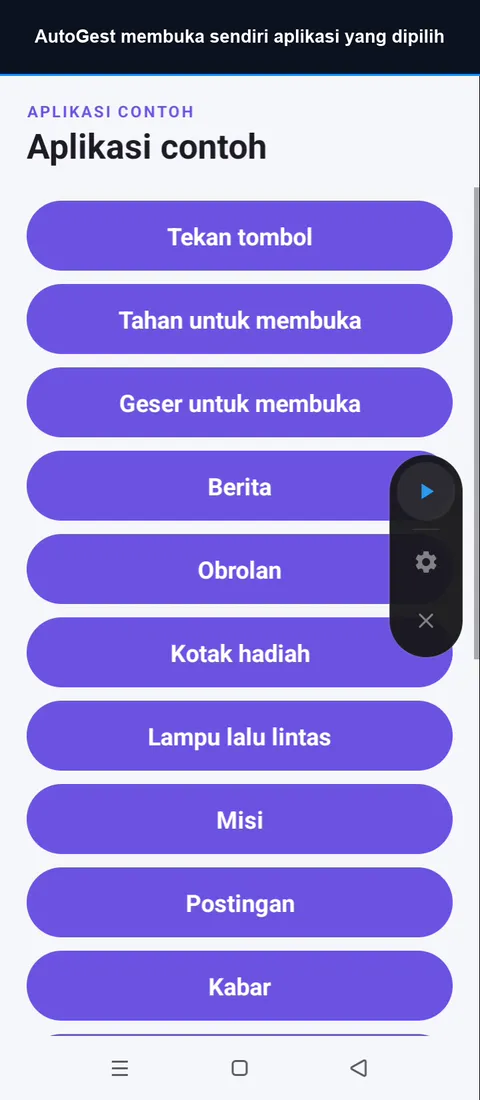 AutoGest membuka sendiri aplikasi yang dipilih
APLIKASI CONTOH
Aplikasi contoh
Tekan tombol
Tahan untuk membuka
Geser untuk membuka
Berita
Obrolan
Kotak hadiah
Lampu lalu lintas
Misi
Postingan
Kabar